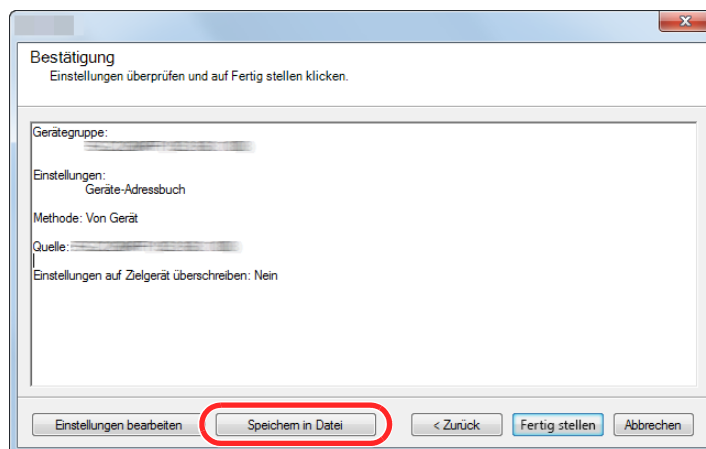 Bestätigung
Einstellungen überprüfen und auf Fertig stellen klicken.
Gerätegruppe:
Einstellungen:
Geräte-Adressbuch
Methode: Von Gerät
Quelle:
Einstellungen auf Zielgerät überschreiben: Nein
Einstellungen bearbeiten Speichern in Datei < Zurück Fertig stellen Abbrechen